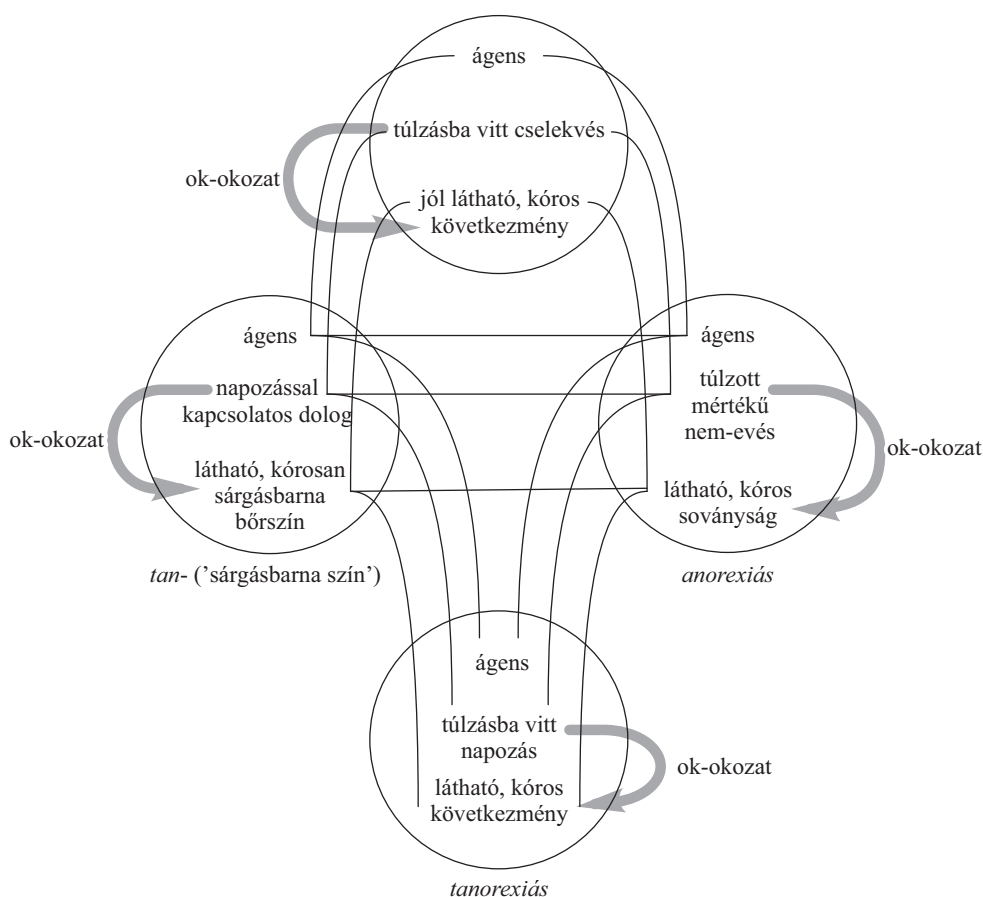 ágens
túlzásba vitt cselekvés
ok-okozat
jól látható, kóros
következmény
ágens
napozással
kapcsolatos dolog
ok-okozat
látható, kórosan
sárgásbarna
bőrszín
tan- (’sárgásbarna szín’)
ágens
túlzott
mértékű
nem-evés
ok-okozat
látható, kóros
soványság
anorexiás
ágens
túlzásba vitt
napozás
ok-okozat
látható, kóros
következmény
tanorexiás